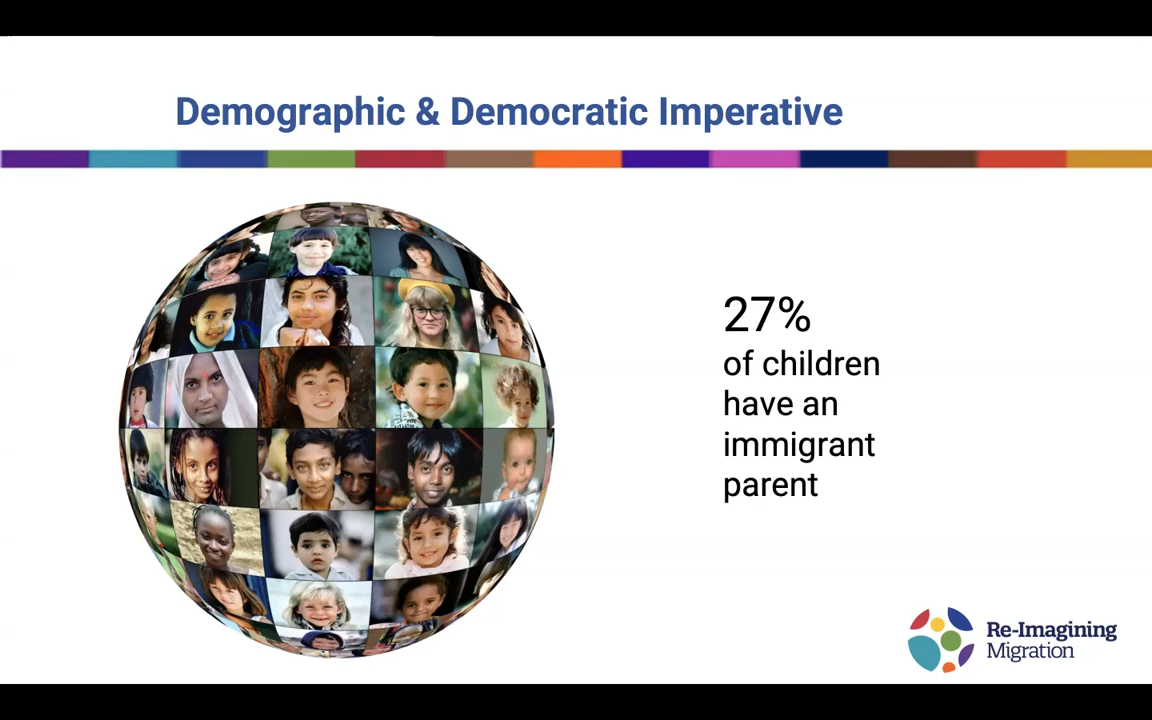 Demographic & Democratic Imperative
27%
of children
have an
immigrant
parent
Re-Imagining
Migration